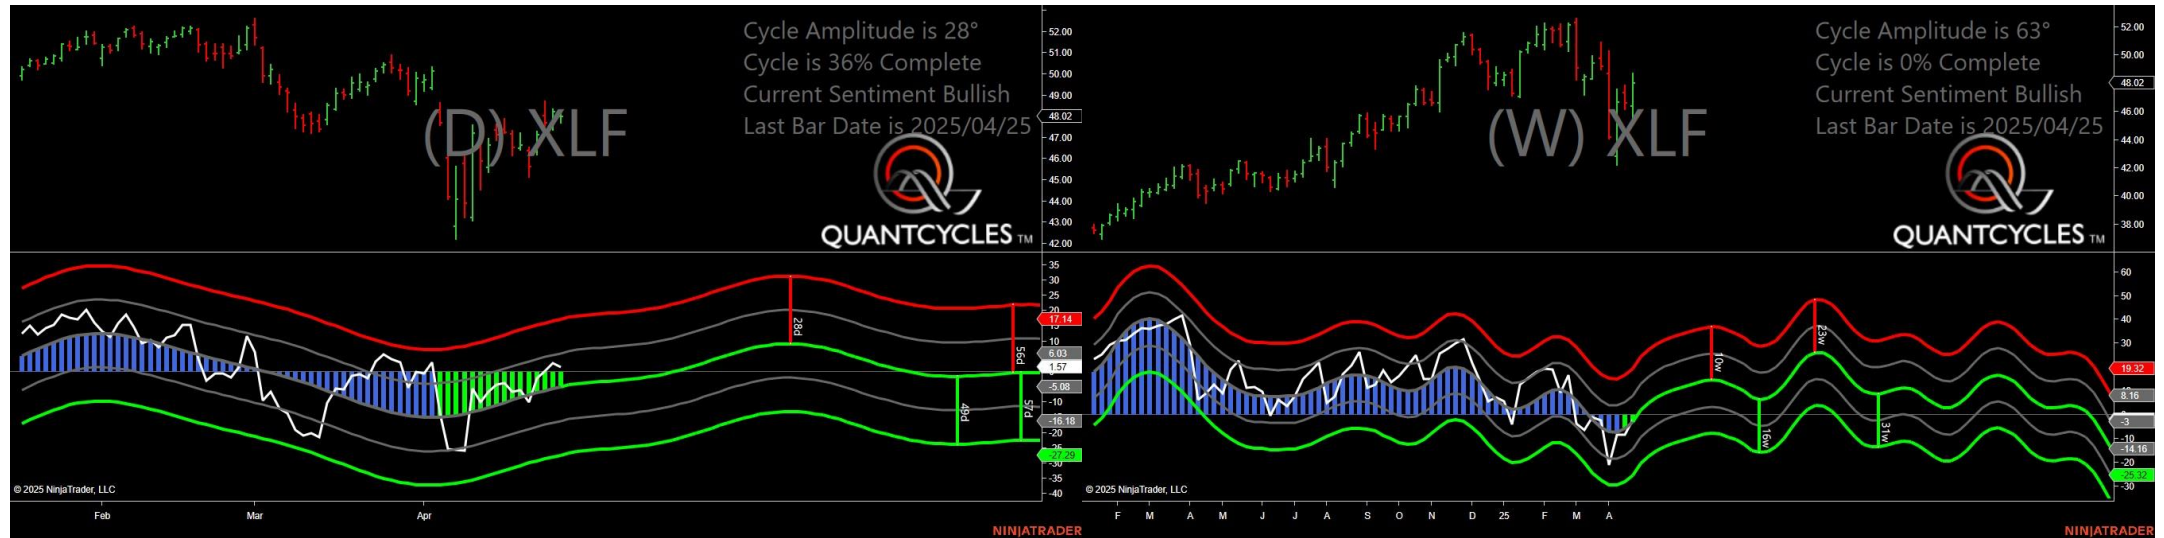 Cycle Amplitude is 28°
Cycle is 36% Complete
Current Sentiment Bullish
Last Bar Date is 2025/04/25
(D) XLF
QUANTCYCLES TM
52.00
51.00
50.00
49.00
48.02
47.00
46.00
45.00
44.00
43.00
42.00
35
30
25
20
17.14
10
6.03
1.57
-5.08
-10
-16.18
-20
-27.29
-30
-35
-40
28d
56d
49d
57d
© 2025 NinjaTrader, LLC
Feb
Mar
Apr
NINJATRADER
Cycle Amplitude is 63°
Cycle is 0% Complete
Current Sentiment Bullish
Last Bar Date is 2025/04/25
(W) XLF
QUANTCYCLES TM
52.00
50.00
48.02
46.00
44.00
42.00
40.00
38.00
60
50
40
30
19.32
8.16
-3
-10
-14.16
-20
-25.32
-30
10w
23w
16w
31w
© 2025 NinjaTrader, LLC
F
M
A
M
J
J
A
S
O
N
D
25
F
M
A
NINJATRADER